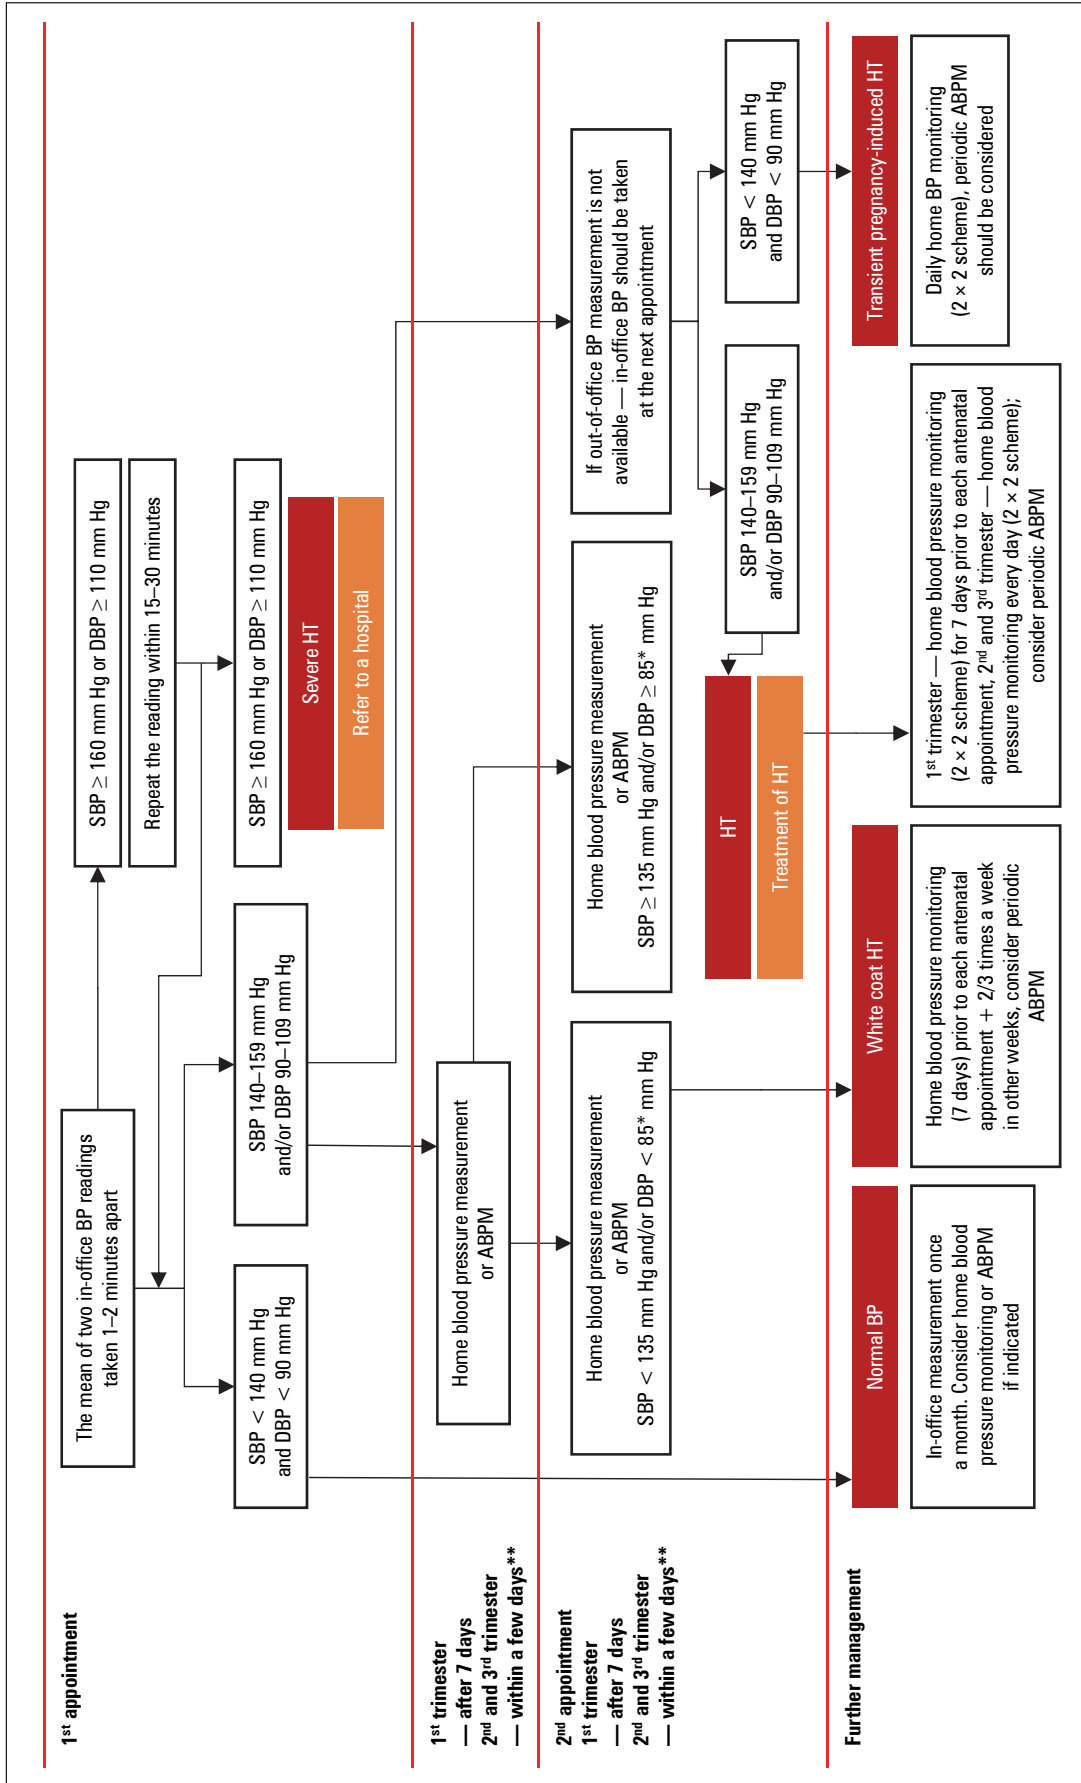 1st appointment
The mean of two in-office BP readings
taken 1–2 minutes apart
SBP ≥ 160 mm Hg or DBP ≥ 110 mm Hg
Repeat the reading within 15–30 minutes
SBP < 140 mm Hg
and DBP < 90 mm Hg
SBP 140–159 mm Hg
and/or DBP 90–109 mm Hg
SBP ≥ 160 mm Hg or DBP ≥ 110 mm Hg
Severe HT
Refer to a hospital
1st trimester
— after 7 days
2nd and 3rd trimester
— within a few days**
Home blood pressure measurement
or ABPM
2nd appointment
1st trimester
— after 7 days
2nd and 3rd trimester
— within a few days**
Home blood pressure measurement
or ABPM
SBP < 135 mm Hg and/or DBP < 85* mm Hg
Home blood pressure measurement
or ABPM
SBP ≥ 135 mm Hg and/or DBP ≥ 85* mm Hg
If out-of-office BP measurement is not
available — in-office BP should be taken
at the next appointment
HT
Treatment of HT
SBP 140–159 mm Hg
and/or DBP 90–109 mm Hg
SBP < 140 mm Hg
and DBP < 90 mm Hg
Further management
Normal BP
In-office measurement once
a month. Consider home blood
pressure monitoring or ABPM
if indicated
White coat HT
Home blood pressure monitoring
(7 days) prior to each antenatal
appointment + 2/3 times a week
in other weeks, consider periodic
ABPM
1st trimester — home blood pressure monitoring
(2 × 2 scheme) for 7 days prior to each antenatal
appointment, 2nd and 3rd trimester — home blood
pressure monitoring every day (2 × 2 scheme);
consider periodic ABPM
Transient pregnancy-induced HT
Daily home BP monitoring
(2 × 2 scheme), periodic ABPM
should be considered